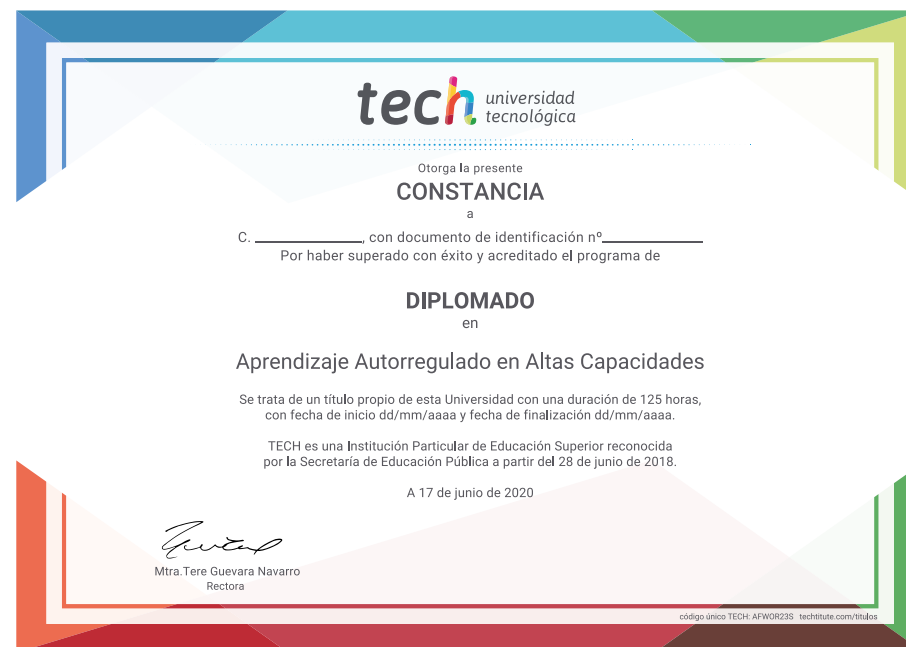 tech universidad
tecnológica
Otorga la presente
CONSTANCIA
a
C. ______________, con documento de identificación nº_____________
Por haber superado con éxito y acreditado el programa de
DIPLOMADO
en
Aprendizaje Autorregulado en Altas Capacidades
Se trata de un título propio de esta Universidad con una duración de 125 horas,
con fecha de inicio dd/mm/aaaa y fecha de finalización dd/mm/aaaa.
TECH es una Institución Particular de Educación Superior reconocida
por la Secretaría de Educación Pública a partir del 28 de junio de 2018.
A 17 de junio de 2020
Mtra.Tere Guevara Navarro
Rectora
código único TECH: AFWOR23S techtitute.com/titulos